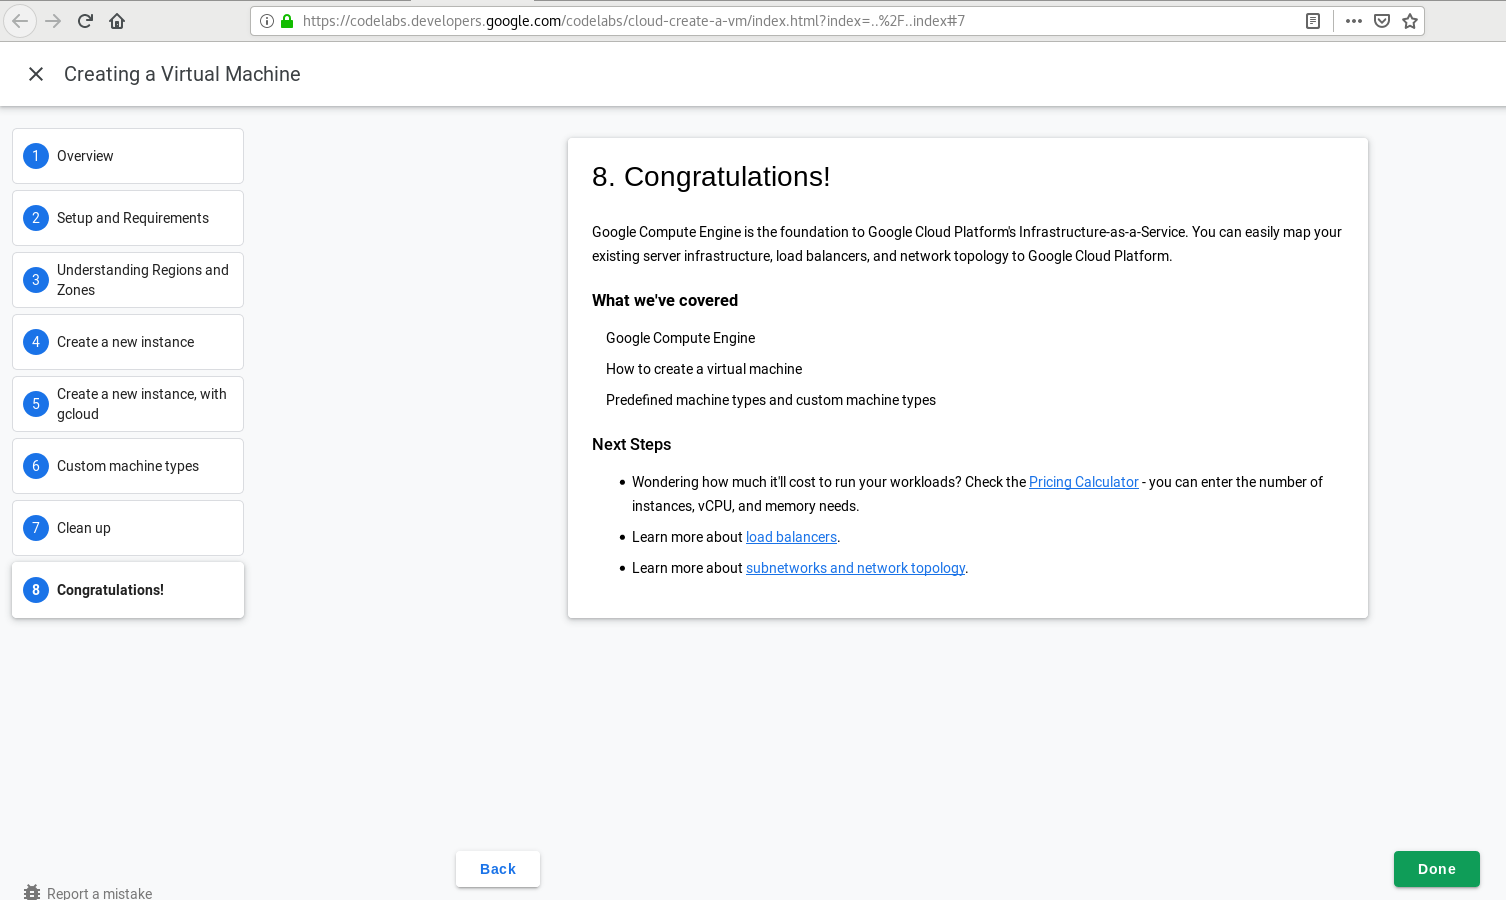 https://codelabs.developers.google.com/codelabs/cloud-create-a-vm/index.html?index=..%2F..index#7
Creating a Virtual Machine
1 Overview
2 Setup and Requirements
3 Understanding Regions and
Zones
4 Create a new instance
5 Create a new instance, with
gcloud
6 Custom machine types
7 Clean up
8 Congratulations!
8. Congratulations!
Google Compute Engine is the foundation to Google Cloud Platform's Infrastructure-as-a-Service. You can easily map your
existing server infrastructure, load balancers, and network topology to Google Cloud Platform.
What we've covered
Google Compute Engine
How to create a virtual machine
Predefined machine types and custom machine types
Next Steps
• Wondering how much it'll cost to run your workloads? Check the Pricing Calculator - you can enter the number of
instances, vCPU, and memory needs.
• Learn more about load balancers.
• Learn more about subnetworks and network topology.
Back
Done
Report a mistake